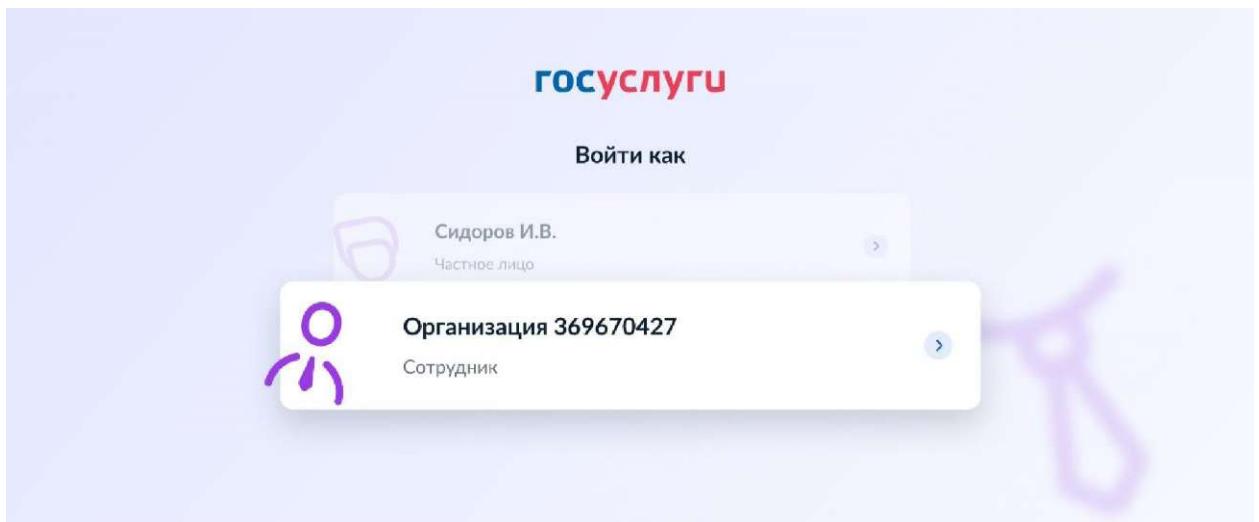 госуслуги
Войти как
Сидоров И.В.
Частное лицо
Организация 369670427
Сотрудник